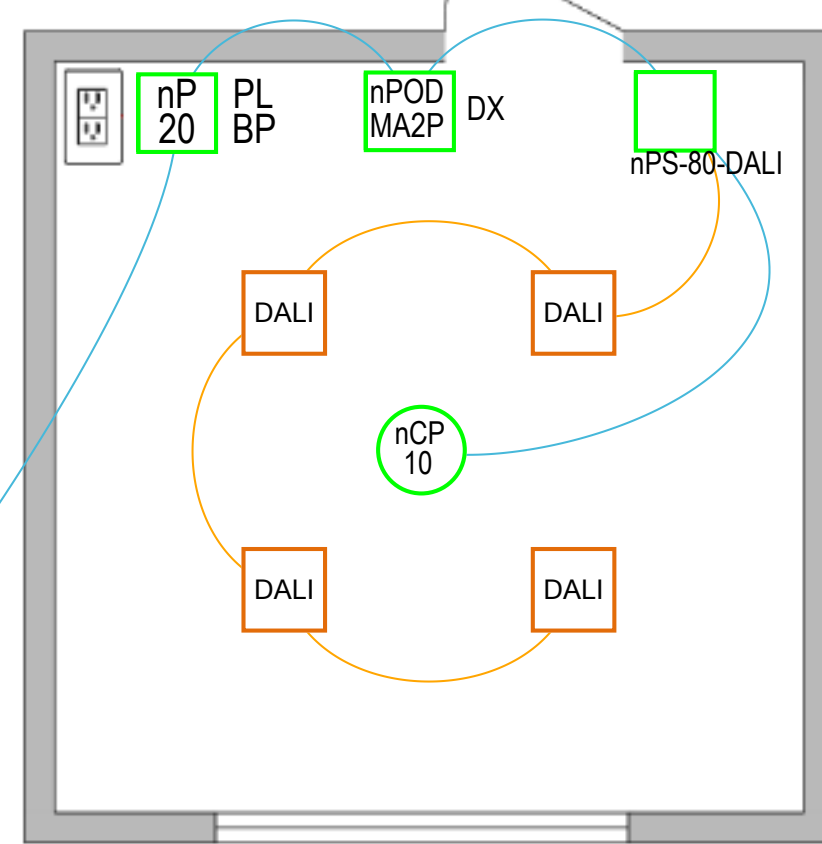 nP
20
PL
BP
nPOD
MA2P
DX
nPS-80-DALI
DALI
DALI
nCP
10
DALI
DALI